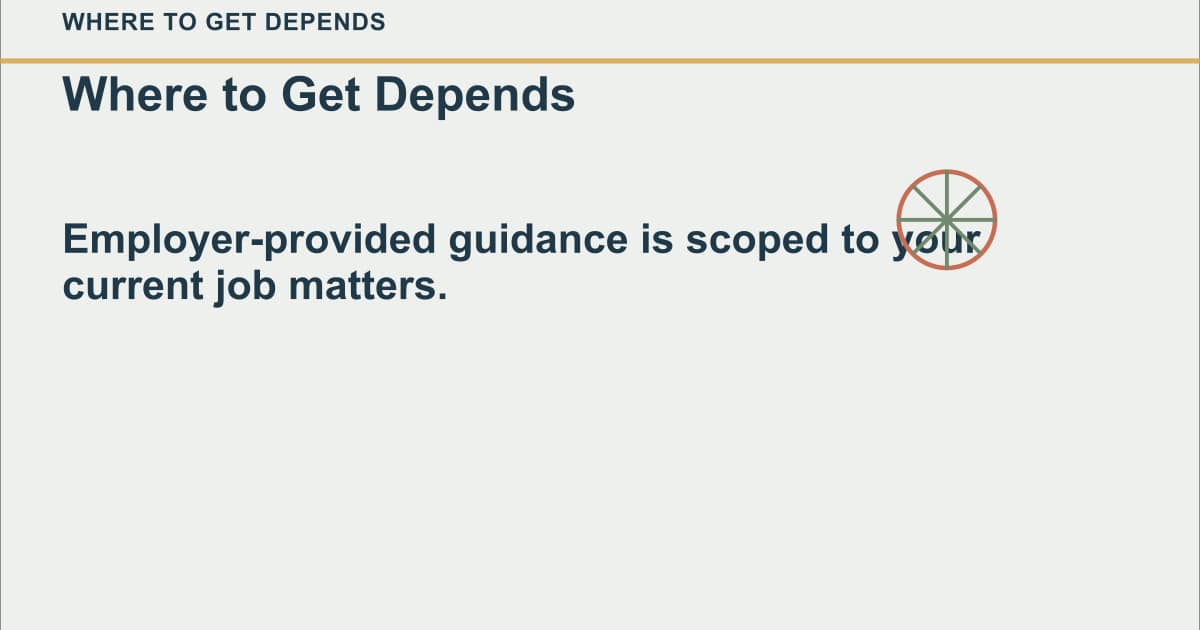 WHERE TO GET DEPENDS
Where to Get Depends
Employer-provided guidance is scoped to your
current job matters.